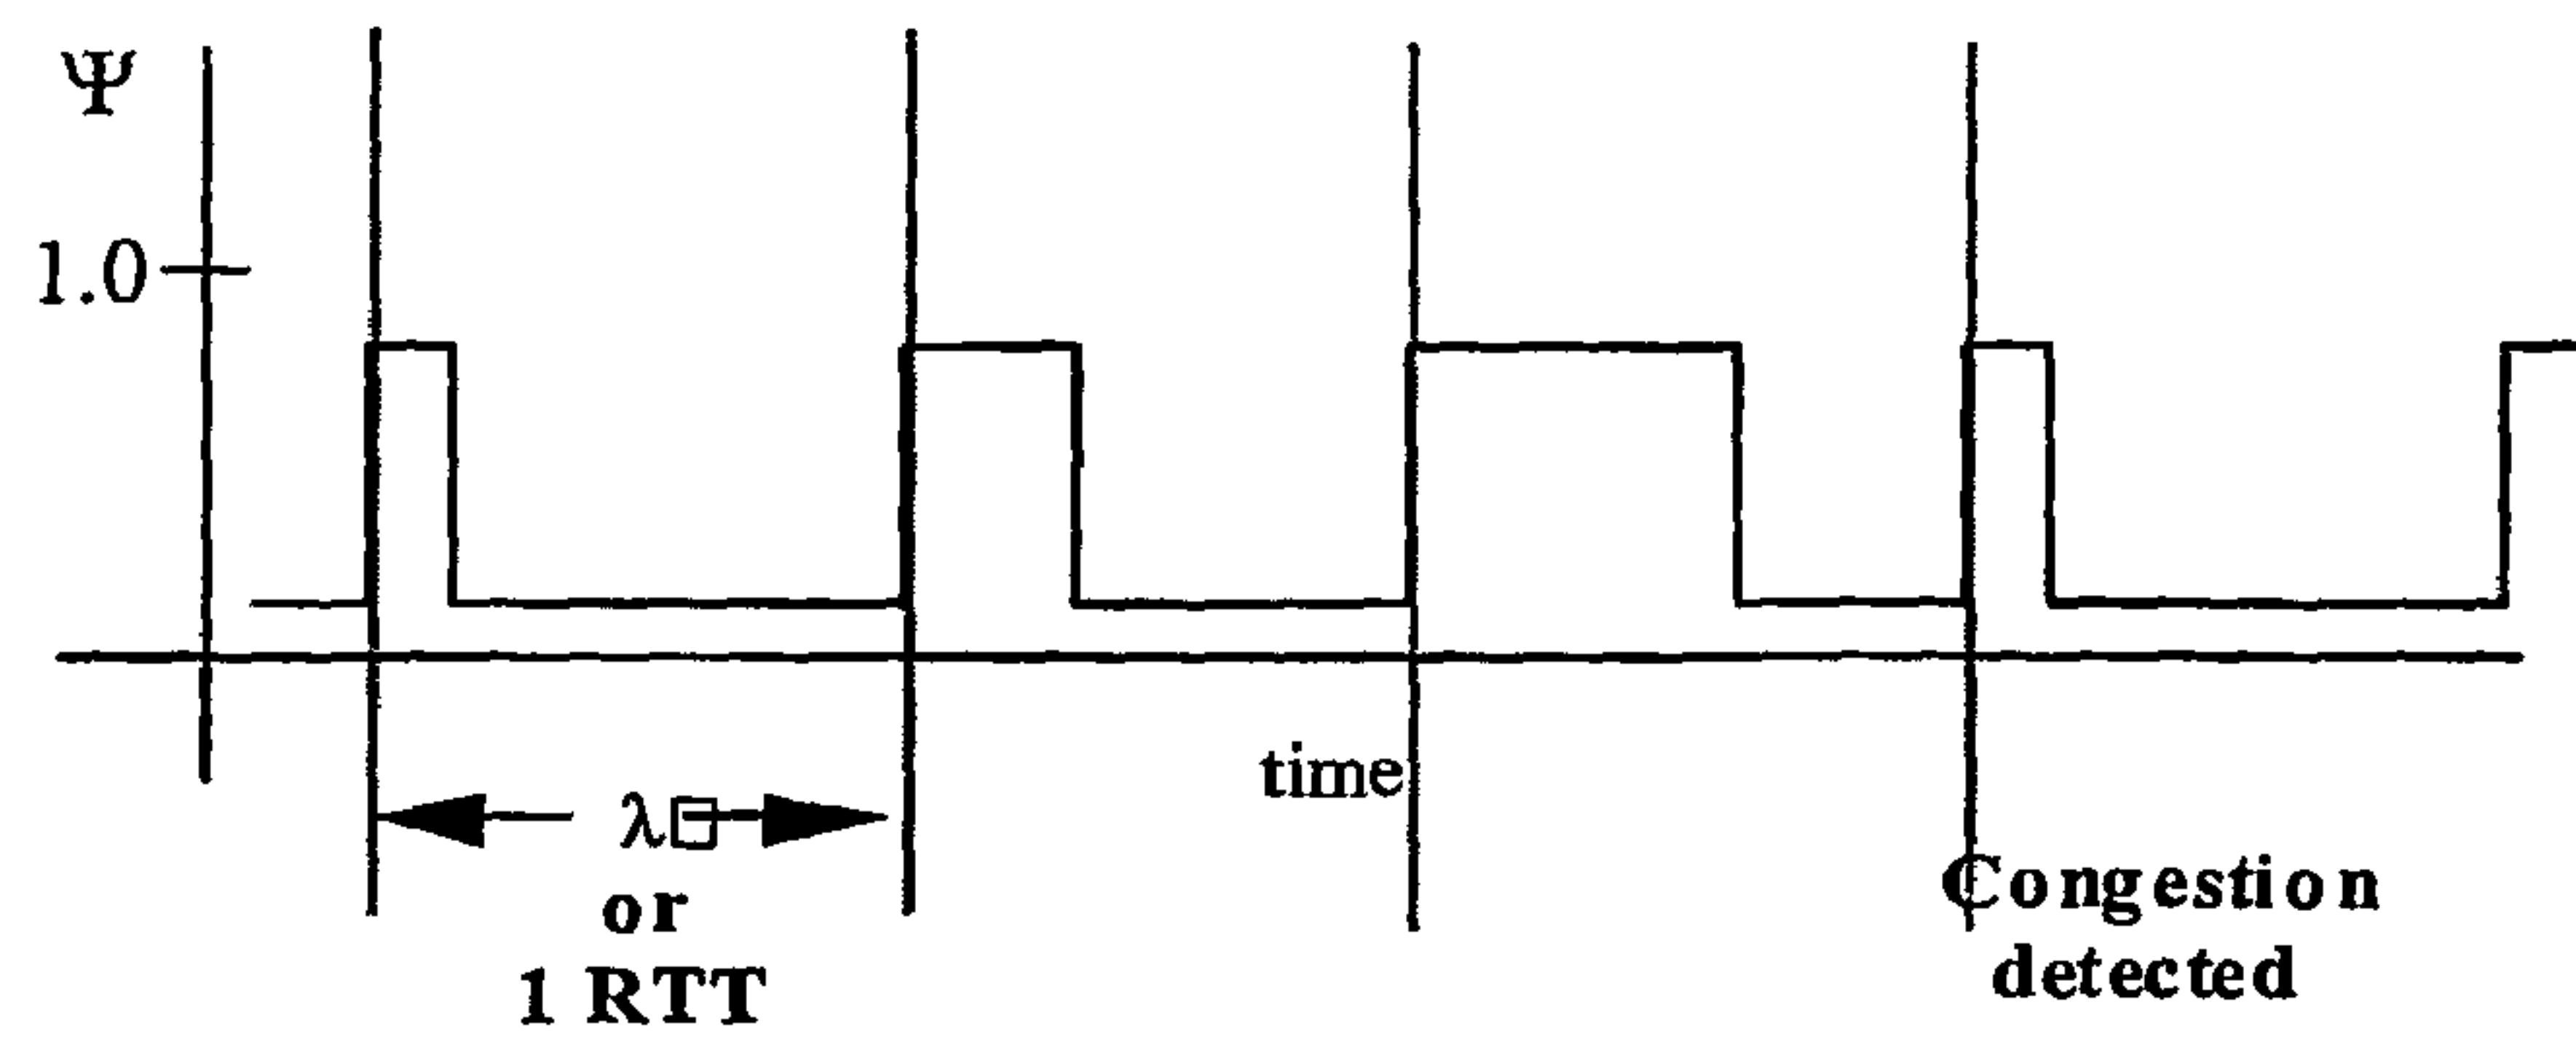 Ψ
1.0
time
λ□
or
1 RTT
Congestion
detected